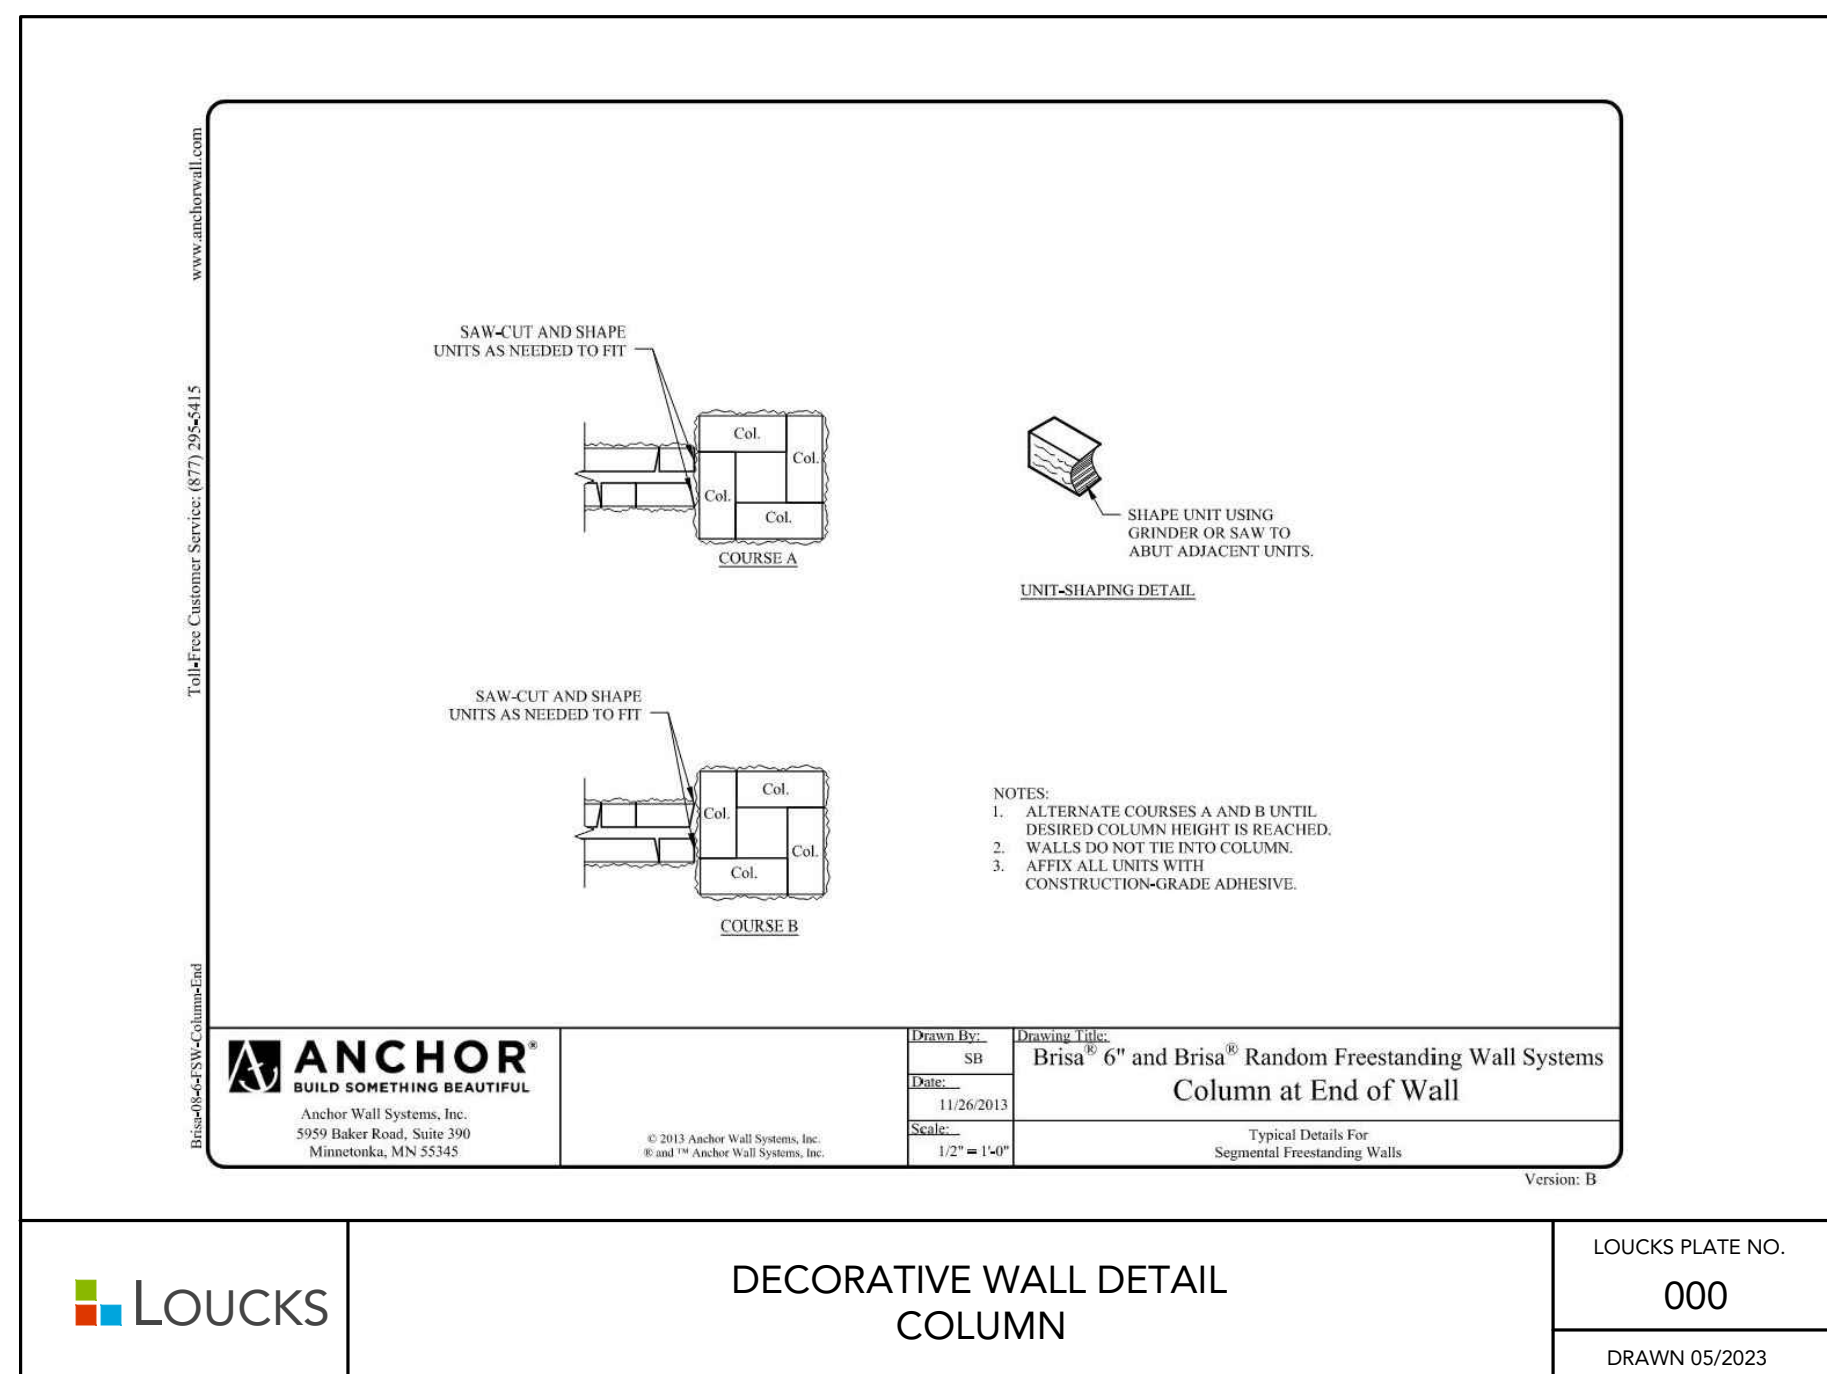 www.anchorwall.com
Toll-Free Customer Service: (877) 295-5415
Brisa-08-6-FSW-Column-End
SAW-CUT AND SHAPE
UNITS AS NEEDED TO FIT
Col.
Col.
Col.
Col.
COURSE A
SHAPE UNIT USING
GRINDER OR SAW TO
ABUT ADJACENT UNITS.
UNIT-SHAPING DETAIL
SAW-CUT AND SHAPE
UNITS AS NEEDED TO FIT
Col.
Col.
Col.
Col.
COURSE B
NOTES:
1. ALTERNATE COURSES A AND B UNTIL
DESIRED COLUMN HEIGHT IS REACHED.
2. WALLS DO NOT TIE INTO COLUMN.
3. AFFIX ALL UNITS WITH
CONSTRUCTION-GRADE ADHESIVE.
ANCHOR®
BUILD SOMETHING BEAUTIFUL
Anchor Wall Systems, Inc.
5959 Baker Road, Suite 390
Minnetonka, MN 55345
© 2013 Anchor Wall Systems, Inc.
® and ™ Anchor Wall Systems, Inc.
Drawn By:
SB
Date:
11/26/2013
Scale:
1/2" = 1'-0"
Drawing Title:
Brisa® 6" and Brisa® Random Freestanding Wall Systems
Column at End of Wall
Typical Details For
Segmental Freestanding Walls
Version: B
LOUCKS
DECORATIVE WALL DETAIL
COLUMN
LOUCKS PLATE NO.
000
DRAWN 05/2023